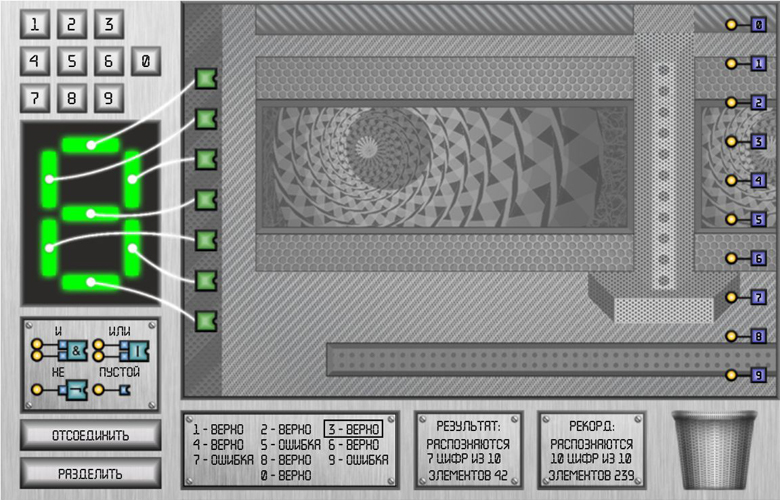 1 2 3
4 5 6 0
7 8 9
0
1
2
3
4
5
6
7
8
9
И ИЛИ
& |
НЕ ПУСТОЙ
¬
ОТСОЕДИНИТЬ
РАЗДЕЛИТЬ
1 - ВЕРНО 2 - ВЕРНО 3 - ВЕРНО
4 - ВЕРНО 5 - ОШИБКА 6 - ВЕРНО
7 - ОШИБКА 8 - ВЕРНО 9 - ОШИБКА
0 - ВЕРНО
РЕЗУЛЬТАТ:
РАСПОЗНАЮТСЯ
7 ЦИФР ИЗ 10
ЭЛЕМЕНТОВ 42
РЕКОРД:
РАСПОЗНАЮТСЯ
10 ЦИФР ИЗ 10
ЭЛЕМЕНТОВ 239